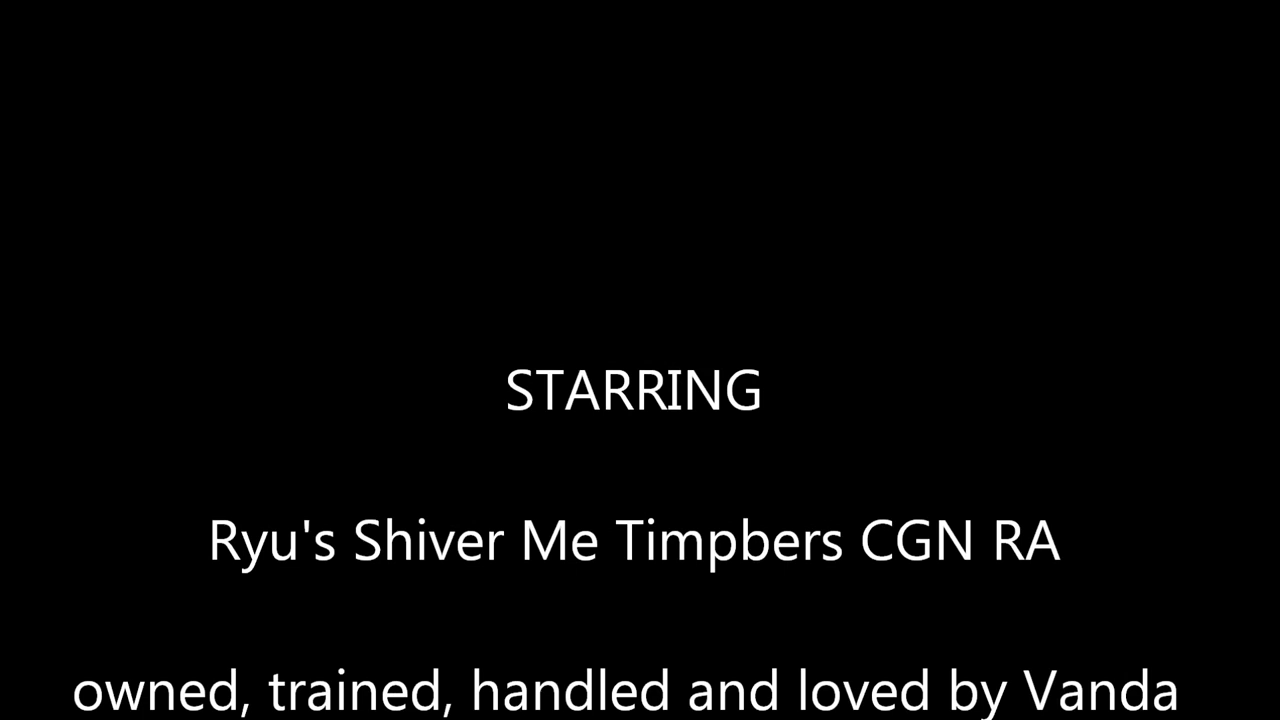 STARRING
Ryu's Shiver Me Timpbers CGN RA
owned, trained, handled and loved by Vanda